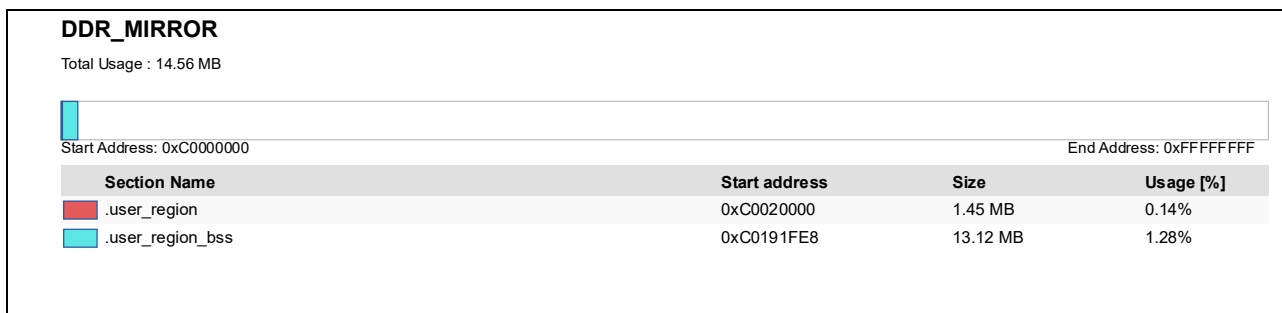 DDR_MIRROR
Total Usage : 14.56 MB
Start Address: 0xC0000000 End Address: 0xFFFFFFFF
Section Name Start address Size Usage [%]
.user_region 0xC0020000 1.45 MB 0.14%
.user_region_bss 0xC0191FE8 13.12 MB 1.28%